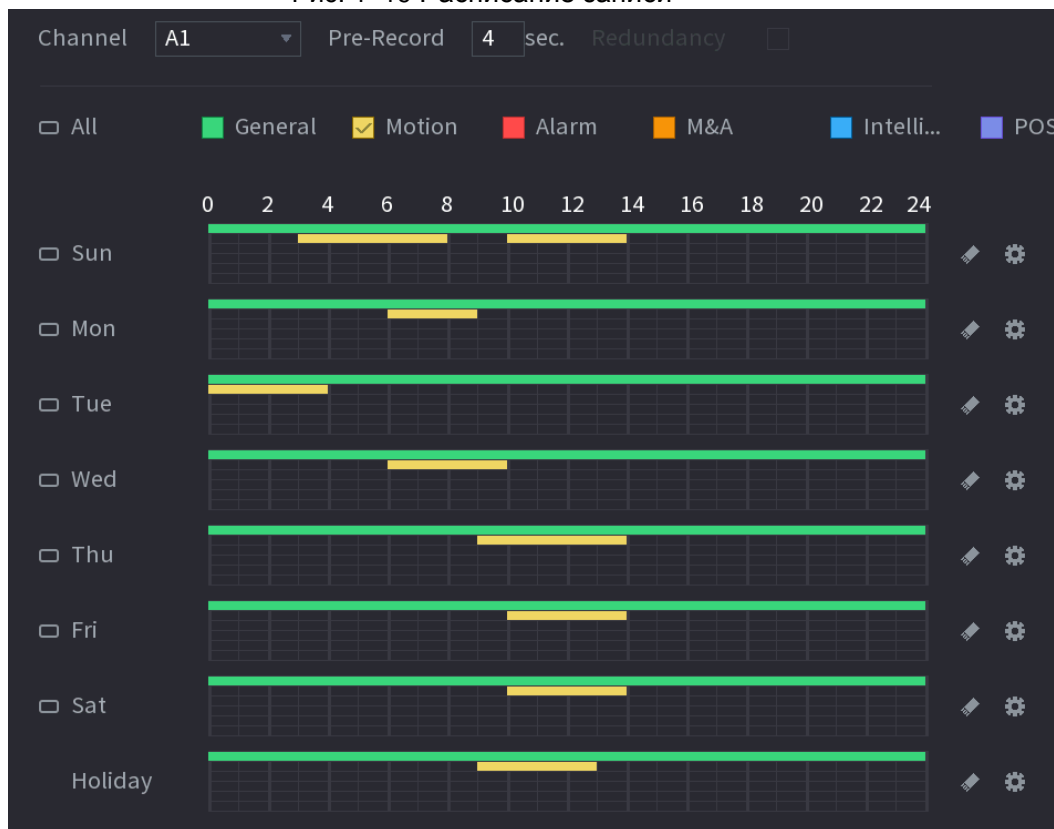 Channel A1 Pre-Record 4 sec. Redundancy
All General Motion Alarm M&A Intelli... POS
0 2 4 6 8 10 12 14 16 18 20 22 24
Sun
Mon
Tue
Wed
Thu
Fri
Sat
Holiday